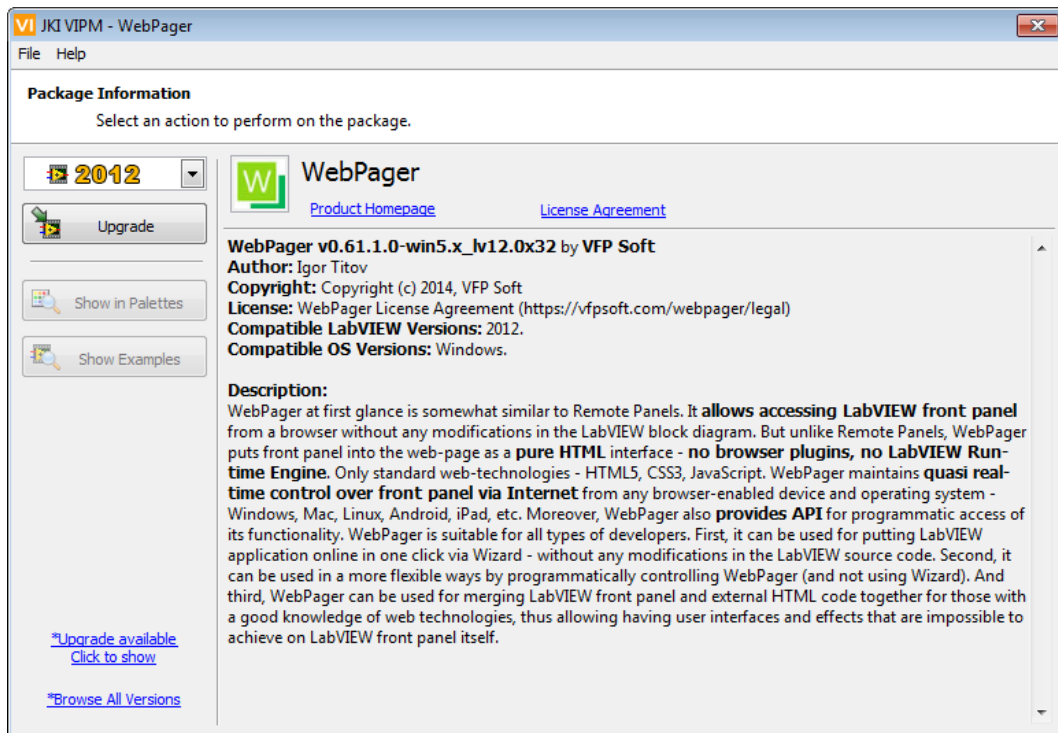 VI JKI VIPM - WebPager
File Help
Package Information
Select an action to perform on the package.
2012
Upgrade
Show in Palettes
Show Examples
*Upgrade available
Click to show
*Browse All Versions
W WebPager
Product Homepage License Agreement
WebPager v0.61.1.0-win5.x_lv12.0x32 by VFP Soft
Author: Igor Titov
Copyright: Copyright (c) 2014, VFP Soft
License: WebPager License Agreement (https://vfpsoft.com/webpager/legal)
Compatible LabVIEW Versions: 2012.
Compatible OS Versions: Windows.
Description:
WebPager at first glance is somewhat similar to Remote Panels. It allows accessing LabVIEW front panel
from a browser without any modifications in the LabVIEW block diagram. But unlike Remote Panels, WebPager
puts front panel into the web-page as a pure HTML interface - no browser plugins, no LabVIEW Run-
time Engine. Only standard web-technologies - HTML5, CSS3, JavaScript. WebPager maintains quasi real-
time control over front panel via Internet from any browser-enabled device and operating system -
Windows, Mac, Linux, Android, iPad, etc. Moreover, WebPager also provides API for programmatic access of
its functionality. WebPager is suitable for all types of developers. First, it can be used for putting LabVIEW
application online in one click via Wizard - without any modifications in the LabVIEW source code. Second, it
can be used in a more flexible ways by programmatically controlling WebPager (and not using Wizard). And
third, WebPager can be used for merging LabVIEW front panel and external HTML code together for those with
a good knowledge of web technologies, thus allowing having user interfaces and effects that are impossible to
achieve on LabVIEW front panel itself.